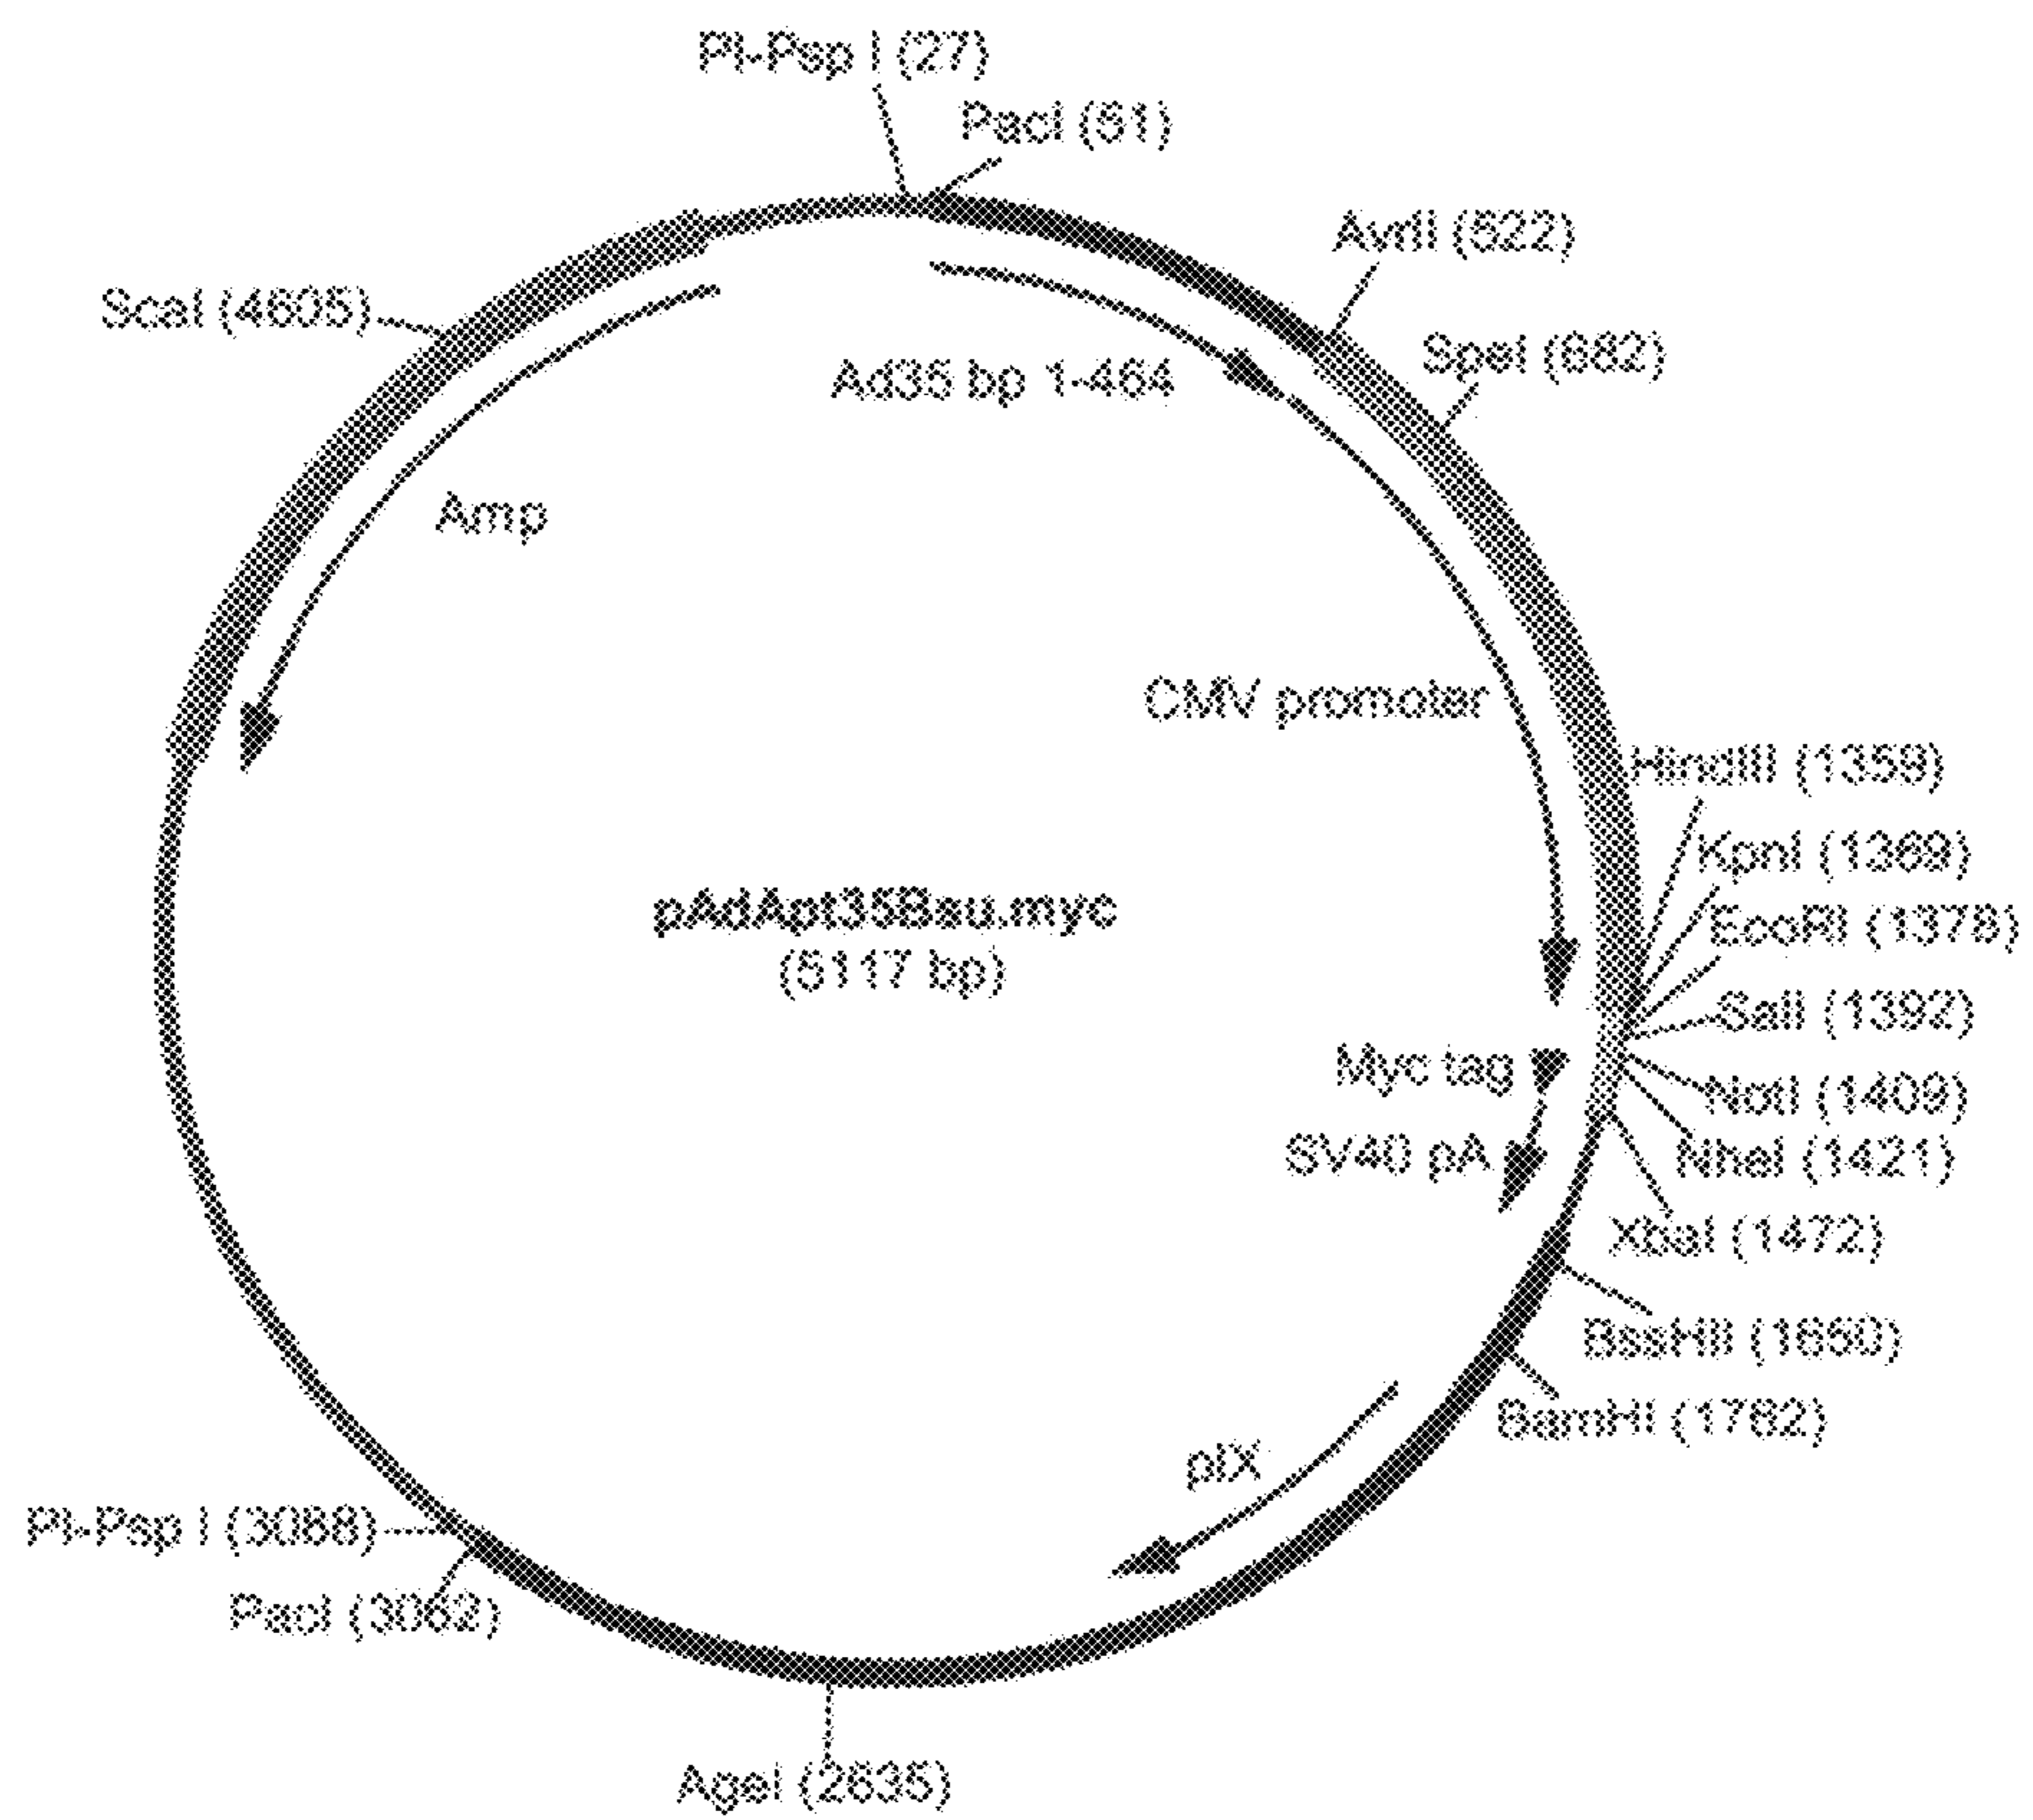 PI-Psp I (27)
PacI (51)
AvrII (522)
SpeI (682)
ScaI (4605)
Ad35 bp 1-464
Amp
CMV promoter
HindIII (1359)
KpnI (1369)
EcoRI (1378)
pAdApt35Bsu.myc
(5117 bp)
SalI (1392)
Myc tag
NotI (1409)
SV40 pA
NheI (1421)
XbaI (1472)
BssHII (1650)
BamHI (1762)
pIX
PI-Psp I (3088)
PacI (3062)
AgeI (2635)